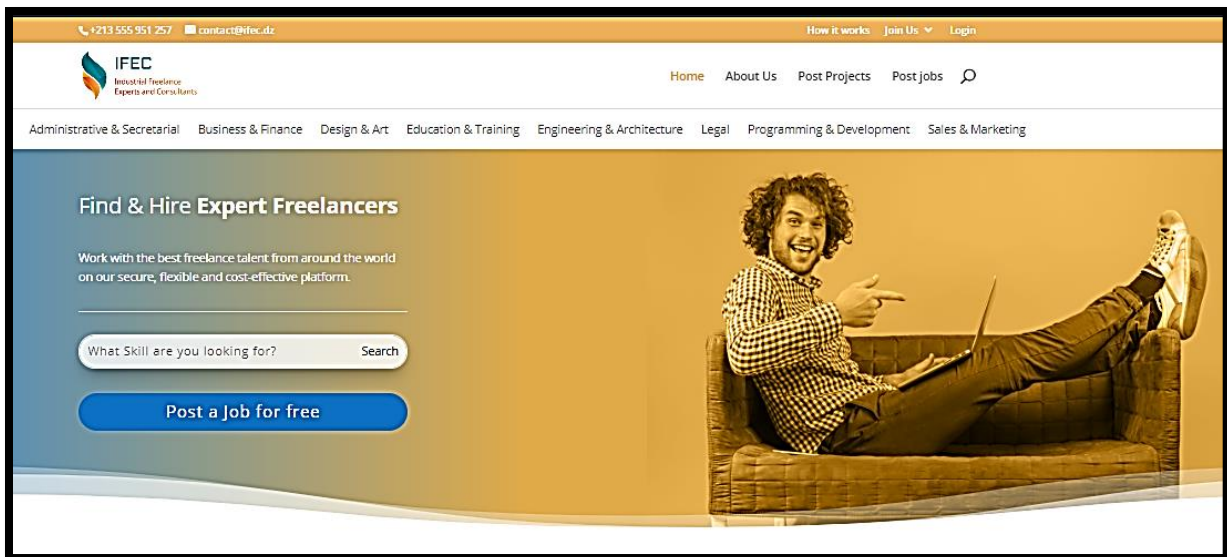 +213 555 951 257 contact@ifec.dz How it works Join Us Login
IFEC
Industrial Freelance
Experts and Consultants
Home About Us Post Projects Post jobs
Administrative & Secretarial Business & Finance Design & Art Education & Training Engineering & Architecture Legal Programming & Development Sales & Marketing
Find & Hire Expert Freelancers
Work with the best freelance talent from around the world
on our secure, flexible and cost-effective platform.
What Skill are you looking for? Search
Post a Job for free